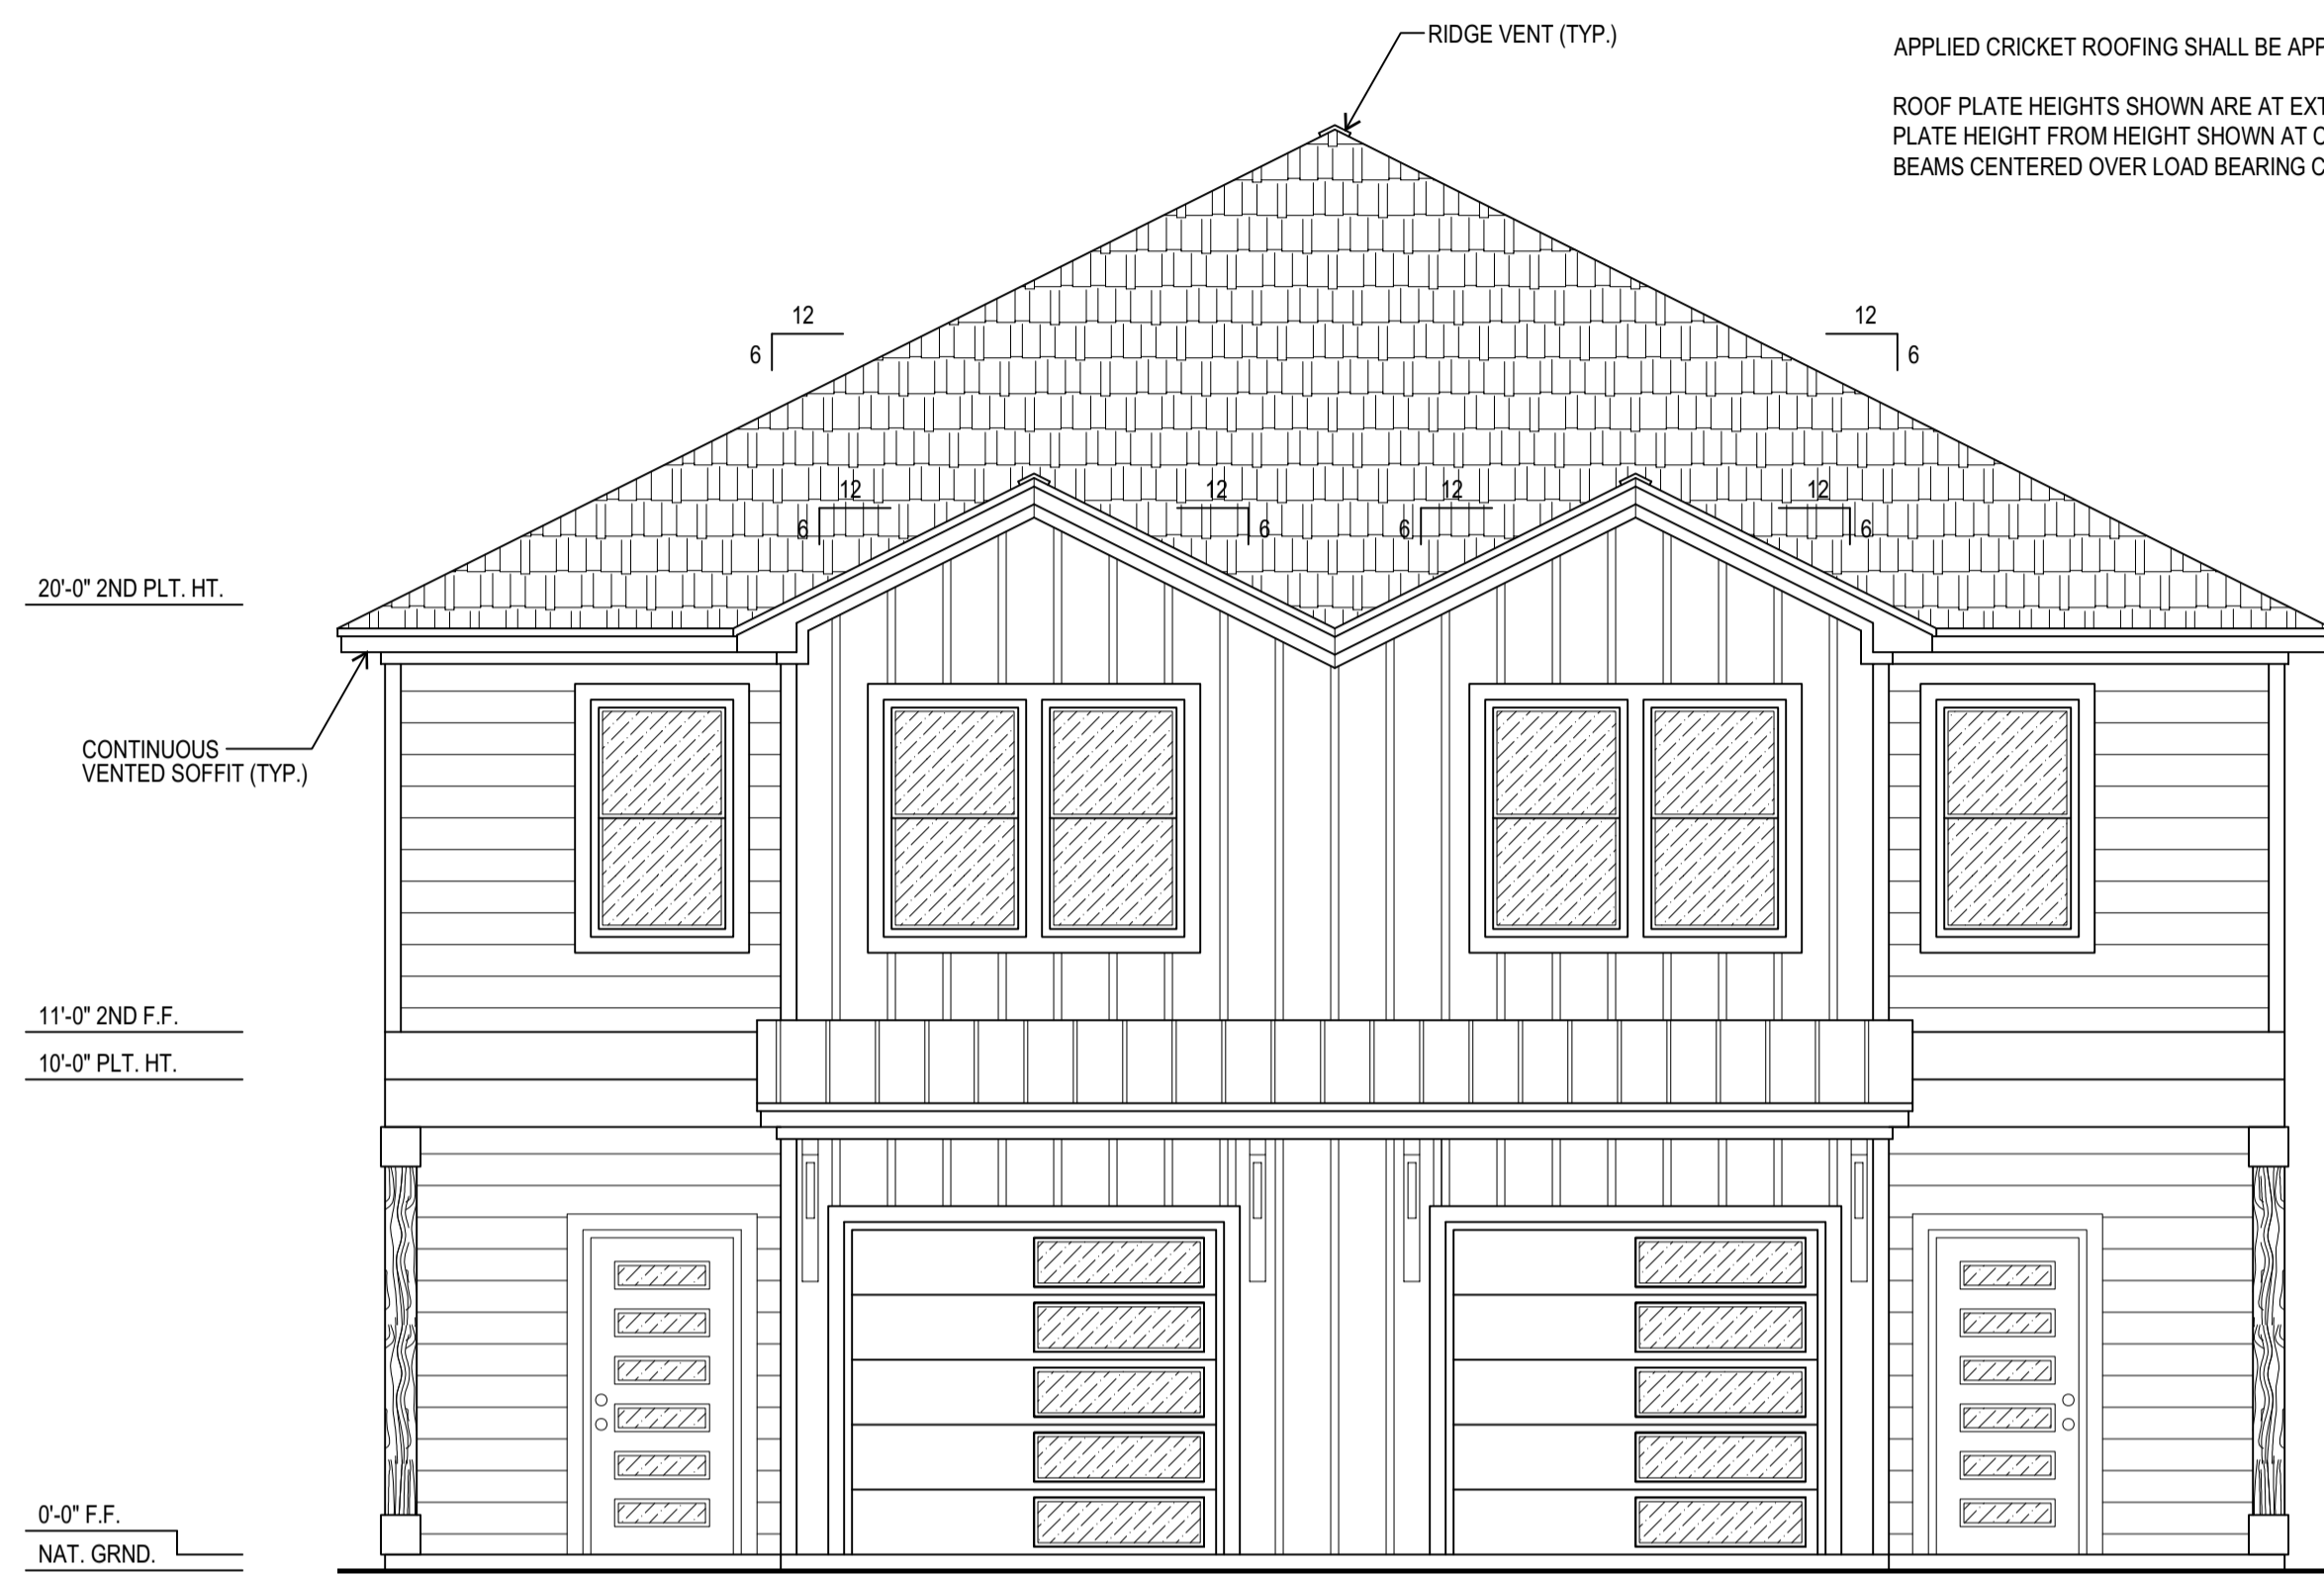 RIDGE VENT (TYP.)
APPLIED CRICKET ROOFING SHALL BE
ROOF PLATE HEIGHTS SHOWN ARE AT
PLATE HEIGHT FROM HEIGHT SHOWN AT
BEAMS CENTERED OVER LOAD BEARING
12
6
12
6
12
6
12
6
12
6
12
6
20'-0" 2ND PLT. HT.
CONTINUOUS
VENTED SOFFIT (TYP.)
11'-0" 2ND F.F.
10'-0" PLT. HT.
0'-0" F.F.
NAT. GRND.